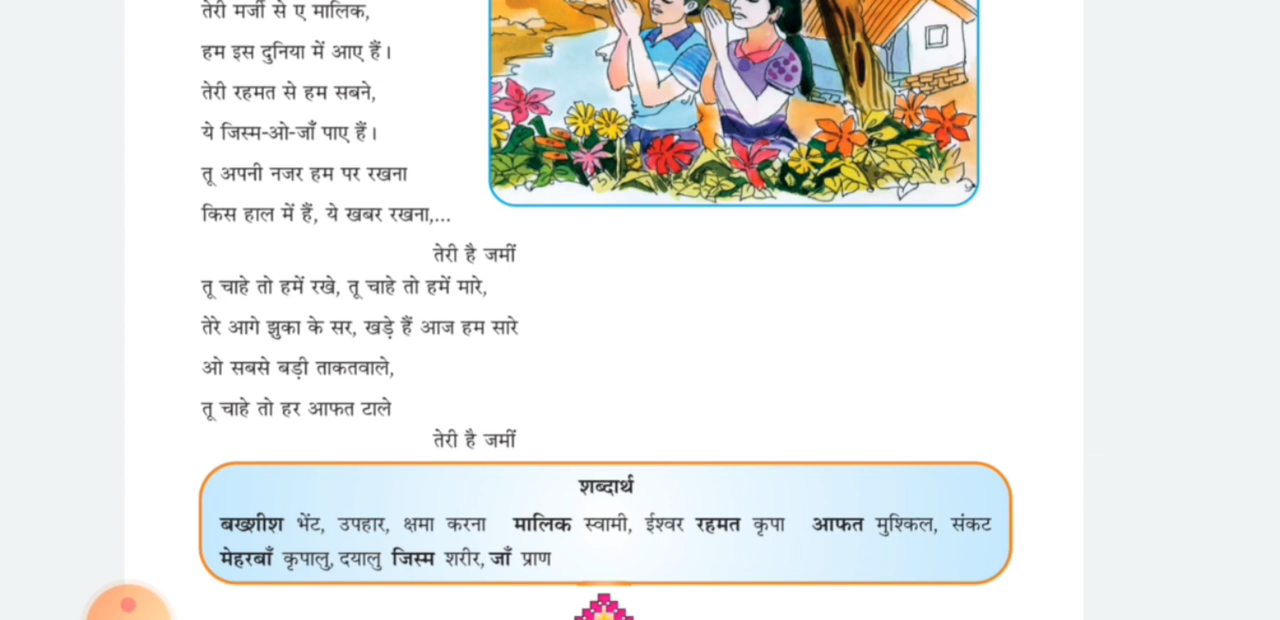 तेरी मर्जी से ए मालिक,
हम इस दुनिया में आए हैं।
तेरी रहमत से हम सबने,
ये जिस्म-ओ-जाँ पाए हैं।
तू अपनी नजर हम पर रखना
किस हाल में हैं, ये खबर रखना,...
तेरी है जमीं
तू चाहे तो हमें रखे, तू चाहे तो हमें मारे,
तेरे आगे झुका के सर, खड़े हैं आज हम सारे
ओ सबसे बड़ी ताकतवाले,
तू चाहे तो हर आफत टाले
तेरी है जमीं
शब्दार्थ
बख्शीश भेंट, उपहार, क्षमा करना मालिक स्वामी, ईश्वर रहमत कृपा आफत मुश्किल, संकट
मेहरबाँ कृपालु, दयालु जिस्म शरीर, जाँ प्राण